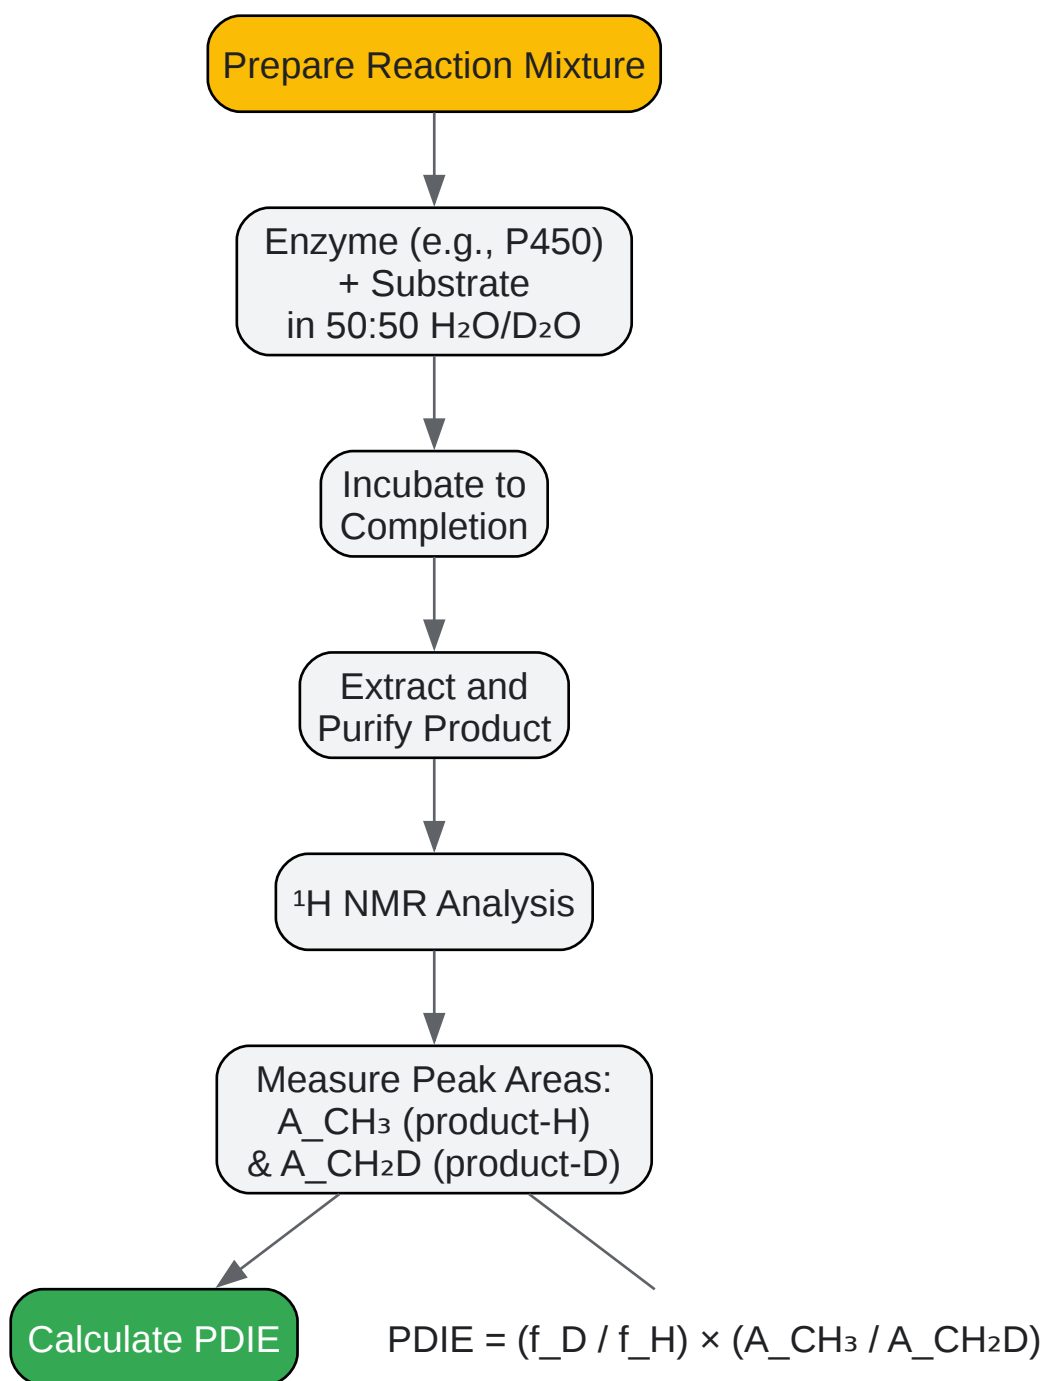 Prepare Reaction Mixture
Enzyme (e.g., P450)
+ Substrate
in 50:50 H₂O/D₂O
Incubate to
Completion
Extract and
Purify Product
¹H NMR Analysis
Measure Peak Areas:
A_CH₃ (product-H)
& A_CH₂D (product-D)
Calculate PDIE
PDIE = (f_D / f_H) × (A_CH₃ / A_CH₂D)